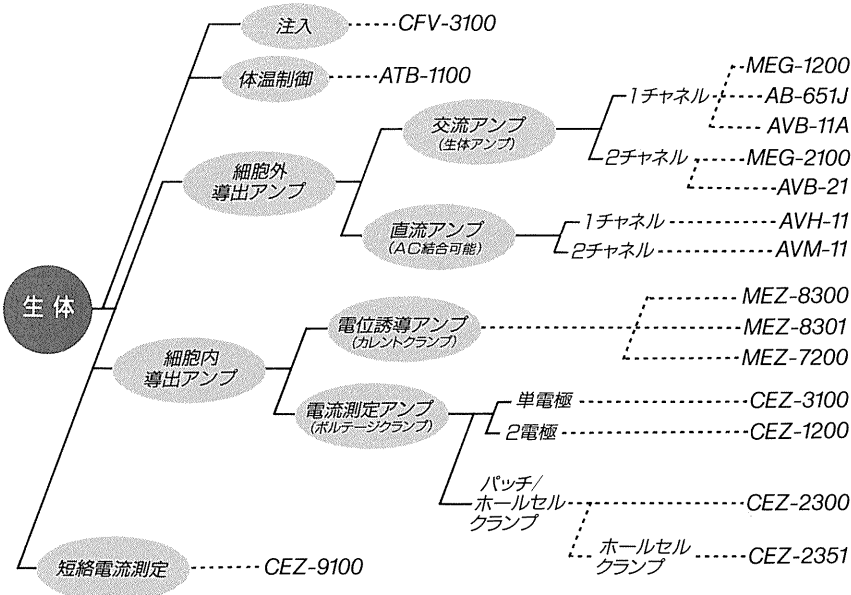 注入 CFV-3100
体温制御 ATB-1100
生体
細胞外
導出アンプ
交流アンプ
(生体アンプ)
1チャネル MEG-1200
AB-651J
AVB-11A
2チャネル MEG-2100
AVB-21
直流アンプ
(AC結合可能)
1チャネル AVH-11
2チャネル AVM-11
細胞内
導出アンプ
電位誘導アンプ
(カレントクランプ)
MEZ-8300
MEZ-8301
MEZ-7200
電流測定アンプ
(ボルテージクランプ)
単電極 CEZ-3100
2電極 CEZ-1200
パッチ/
ホールセル
クランプ
CEZ-2300
ホールセル
クランプ
CEZ-2351
短絡電流測定 CEZ-9100